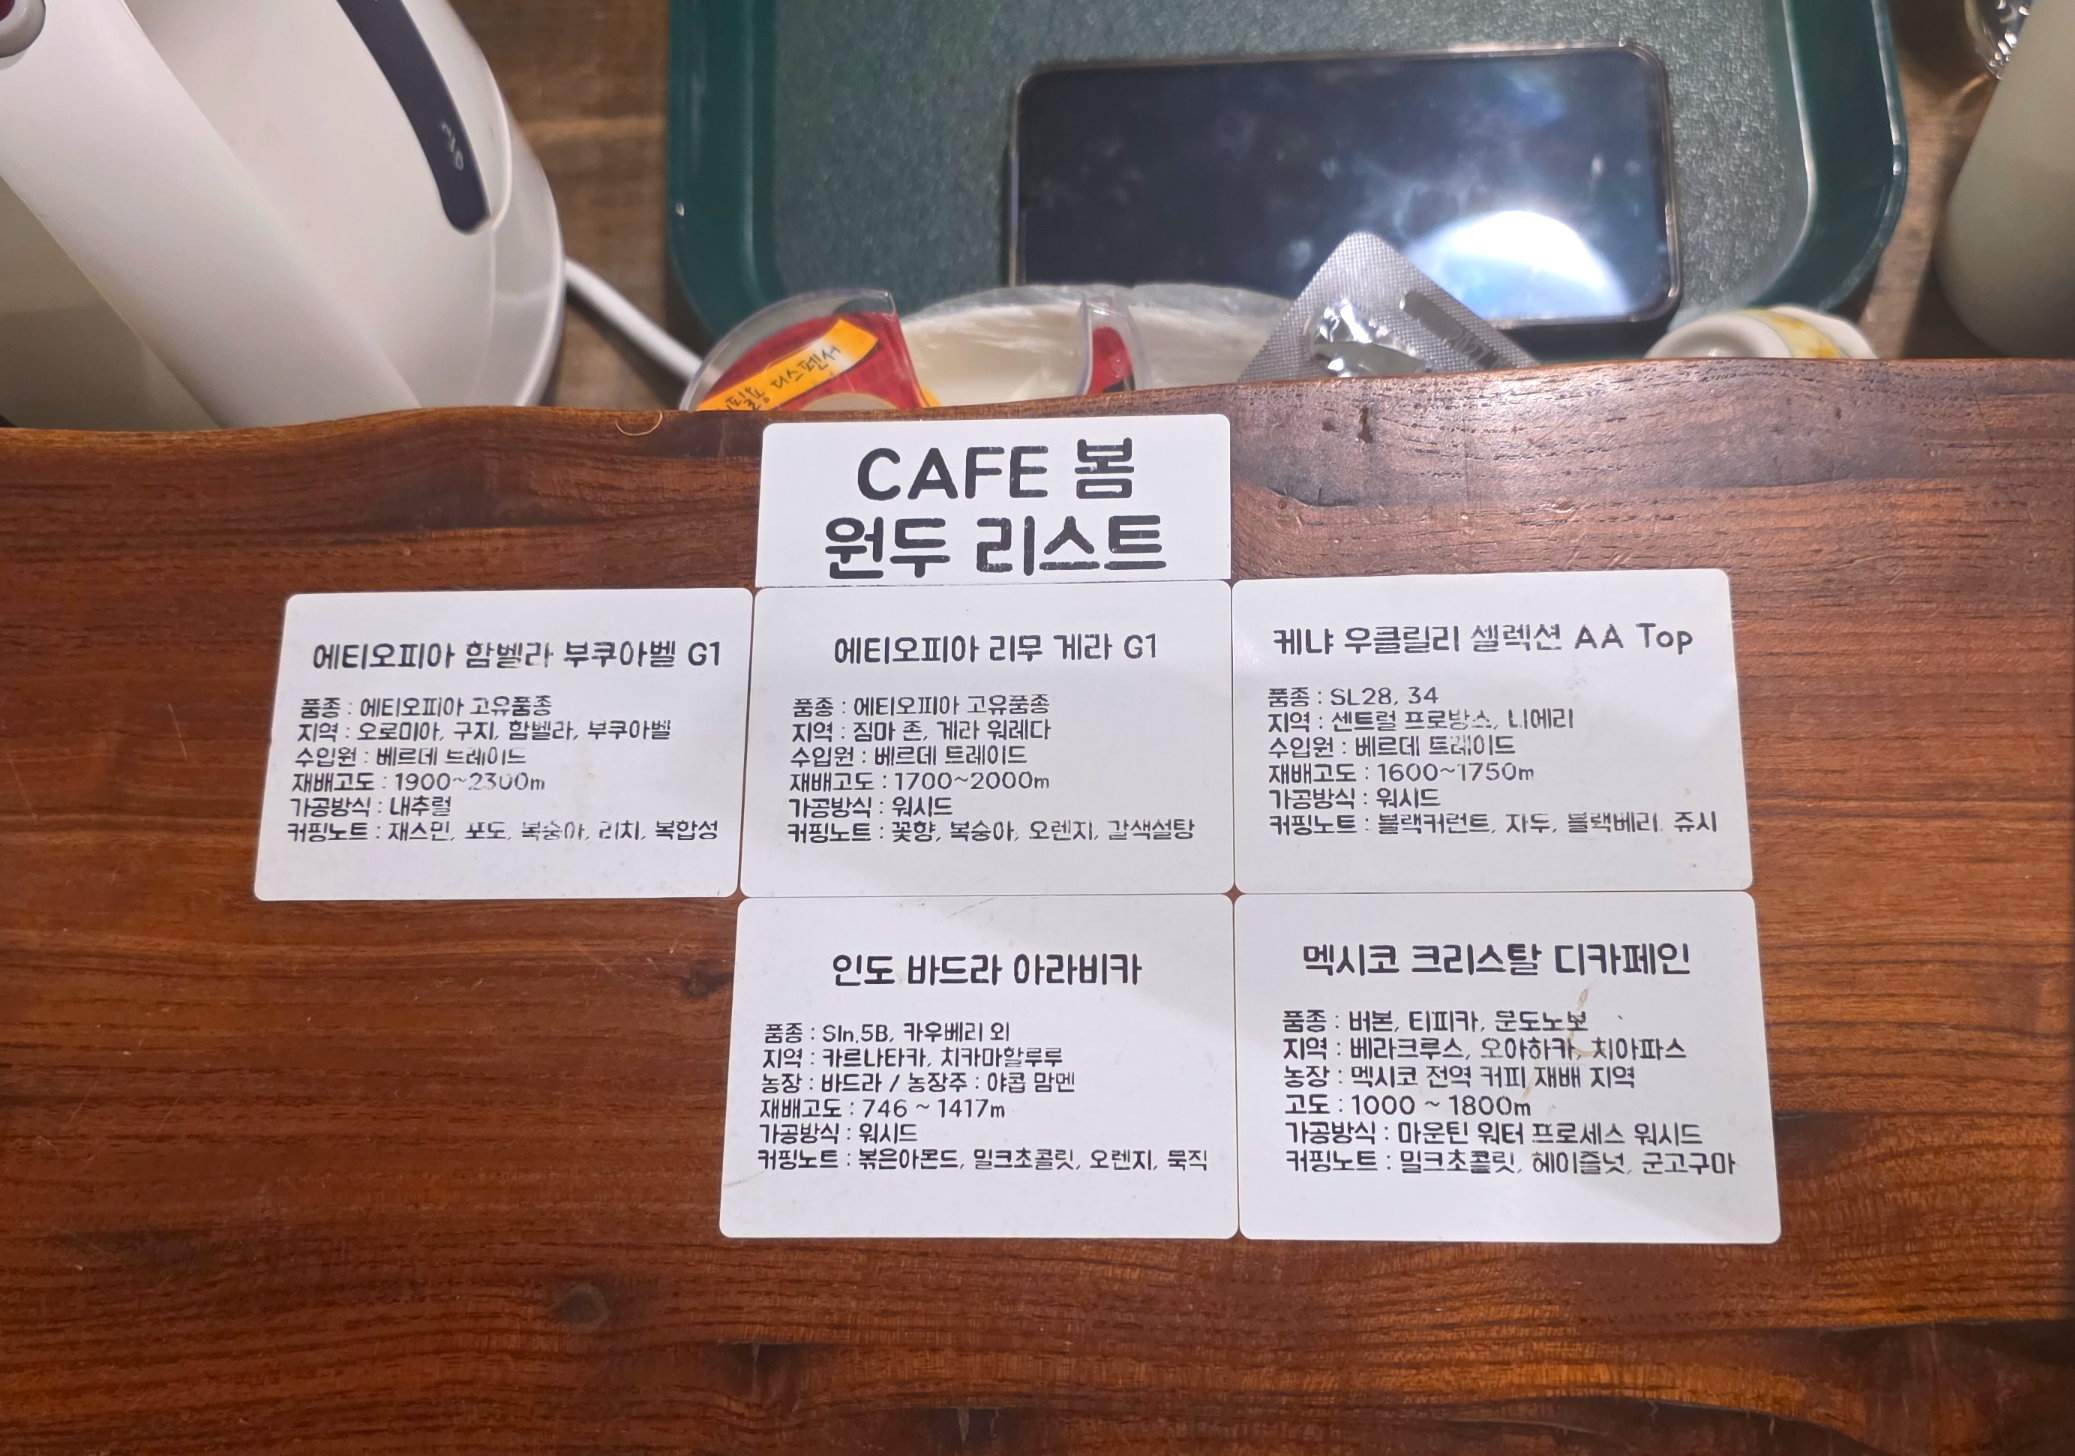 디스펜서
CAFE 봄
원두 리스트
에티오피아 함벨라 부쿠아벨 G1
품종 : 에티오피아 고유품종
지역 : 오로미아, 구지, 함벨라, 부쿠아벨
수입원 : 베르데 트레이드
재배고도 : 1900~2300m
가공방식 : 내추럴
커핑노트 : 재스민, 포도, 복숭아, 리치, 복합성
에티오피아 리무 게라 G1
품종 : 에티오피아 고유품종
지역 : 짐마 존, 게라 워레다
수입원 : 베르데 트레이드
재배고도 : 1700~2000m
가공방식 : 워시드
커핑노트 : 꽃향, 복숭아, 오렌지, 갈색설탕
케냐 우클릴리 셀렉션 AA Top
품종 : SL28, 34
지역 : 센트럴 프로방스, 니에리
수입원 : 베르데 트레이드
재배고도 : 1600~1750m
가공방식 : 워시드
커핑노트 : 블랙커런트, 자두, 블랙베리, 쥬시
인도 바드라 아라비카
품종 : Sln.5B, 카우베리 외
지역 : 카르나타카, 치카마할루루
농장 : 바드라 / 농장주 : 야콥 맘멘
재배고도 : 746 ~ 1417m
가공방식 : 워시드
커핑노트 : 볶은아몬드, 밀크초콜릿, 오렌지, 묵직
멕시코 크리스탈 디카페인
품종 : 버본, 티피카, 문도노보
지역 : 베라크루스, 오아하카, 치아파스
농장 : 멕시코 전역 커피 재배 지역
고도 : 1000 ~ 1800m
가공방식 : 마운틴 워터 프로세스 워시드
커핑노트 : 밀크초콜릿, 헤이즐넛, 군고구마